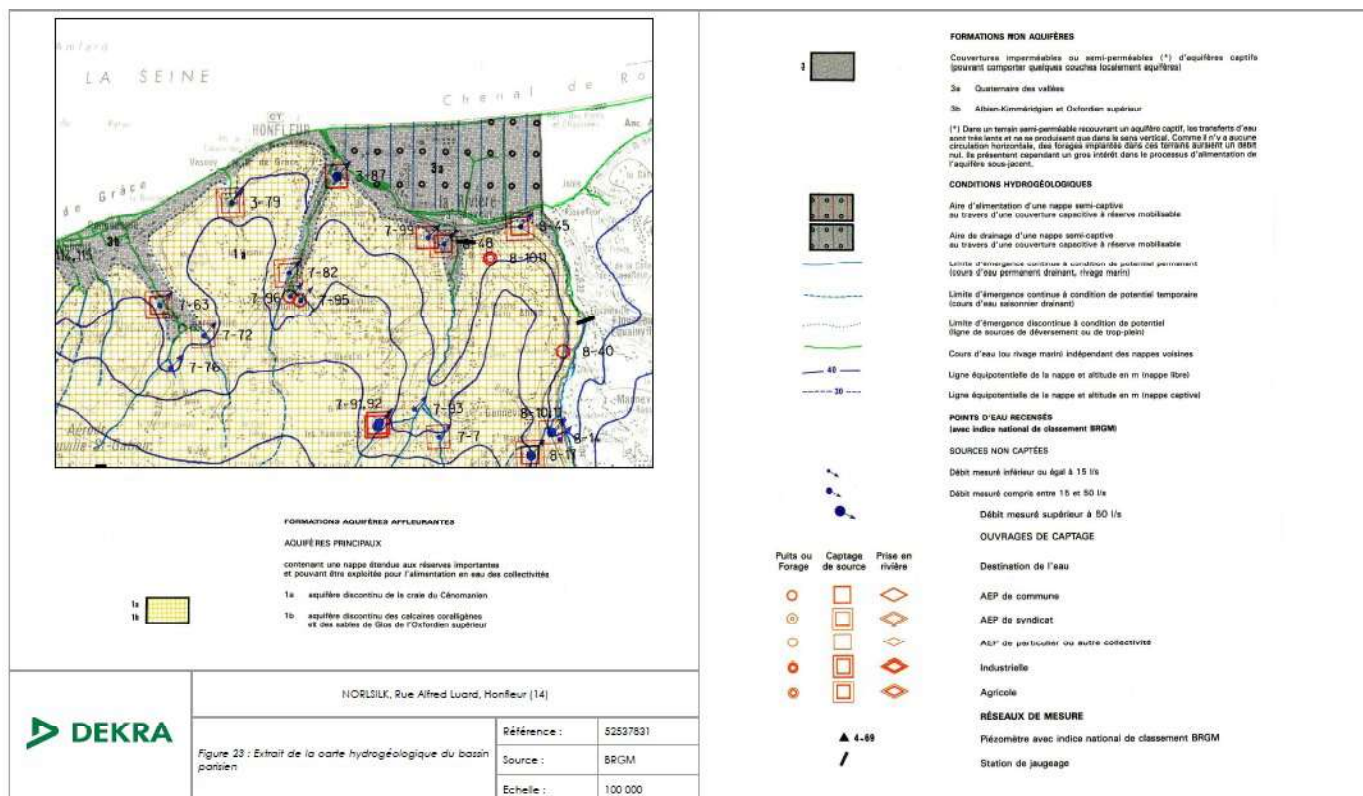 LA SEINE
Chenal de Ro
CT
HONFLEUR
de Grâce
3a
3b
1a
la Rivière
3-87
3-79
7-99
8-48
8-45
8-1011
7-82
7-96
7-95
7-63
7-72
7-76
8-40
7-91,92
7-93
7-7
8-10,11
8-14
8-17
FORMATIONS AQUIFÈRES AFFLEURANTES
AQUIFÈRES PRINCIPAUX
contenant une nappe étendue aux réserves importantes
et pouvant être exploitée pour l'alimentation en eau des collectivités
1a
1b
1a aquifère discontinu de la craie du Cénomanien
1b aquifère discontinu des calcaires coralligènes
et des sables de Glos de l'Oxfordien supérieur
DEKRA
NORLSILK, Rue Alfred Luard, Honfleur (14)
Figure 23 : Extrait de la carte hydrogéologique du bassin
parisien
Référence : 52537831
Source : BRGM
Echelle : 100 000
FORMATIONS NON AQUIFÈRES
3
Couvertures imperméables ou semi-perméables (*) d'aquifères captifs
(pouvant comporter quelques couches localement aquifères)
3a Quaternaire des vallées
3b Albien-Kimméridgien et Oxfordien supérieur
(*) Dans un terrain semi-perméable recouvrant un aquifère captif, les transferts d'eau
sont très lents et ne se produisent que dans le sens vertical. Comme il n'y a aucune
circulation horizontale, des forages implantés dans ces terrains auraient un débit
nul. Ils présentent cependant un gros intérêt dans le processus d'alimentation de
l'aquifère sous-jacent.
CONDITIONS HYDROGÉOLOGIQUES
Aire d'alimentation d'une nappe semi-captive
au travers d'une couverture capacitive à réserve mobilisable
Aire de drainage d'une nappe semi-captive
au travers d'une couverture capacitive à réserve mobilisable
Limite d'émergence continue à condition de potentiel permanent
(cours d'eau permanent drainant, rivage marin)
Limite d'émergence continue à condition de potentiel temporaire
(cours d'eau saisonnier drainant)
Limite d'émergence discontinue à condition de potentiel
(ligne de sources de déversement ou de trop-plein)
Cours d'eau (ou rivage marin) indépendant des nappes voisines
40
Ligne équipotentielle de la nappe et altitude en m (nappe libre)
30
Ligne équipotentielle de la nappe et altitude en m (nappe captive)
POINTS D'EAU RECENSÉS
(avec indice national de classement BRGM)
SOURCES NON CAPTÉES
Débit mesuré inférieur ou égal à 15 l/s
Débit mesuré compris entre 15 et 50 l/s
Débit mesuré supérieur à 50 l/s
OUVRAGES DE CAPTAGE
Puits ou Forage
Captage de source
Prise en rivière
Destination de l'eau
AEP de commune
AEP de syndicat
AEP de particulier ou autre collectivité
Industrielle
Agricole
RÉSEAUX DE MESURE
4-69
Piézomètre avec indice national de classement BRGM
Station de jaugeage